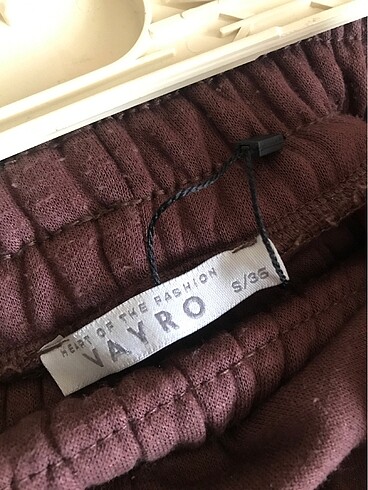 HEART OF THE FASHION
VAYRO
S/36